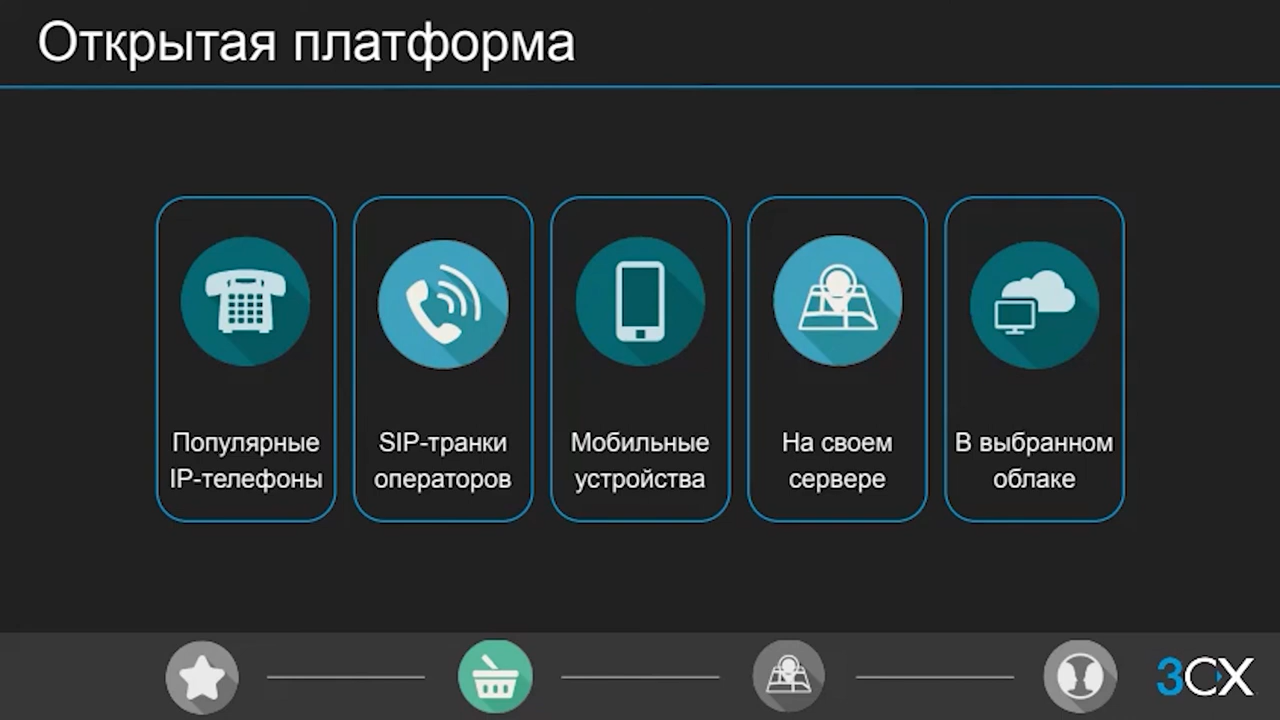 Открытая платформа
Популярные
IP-телефоны
SIP-транки
операторов
Мобильные
устройства
На своем
сервере
В выбранном
облаке
3CX